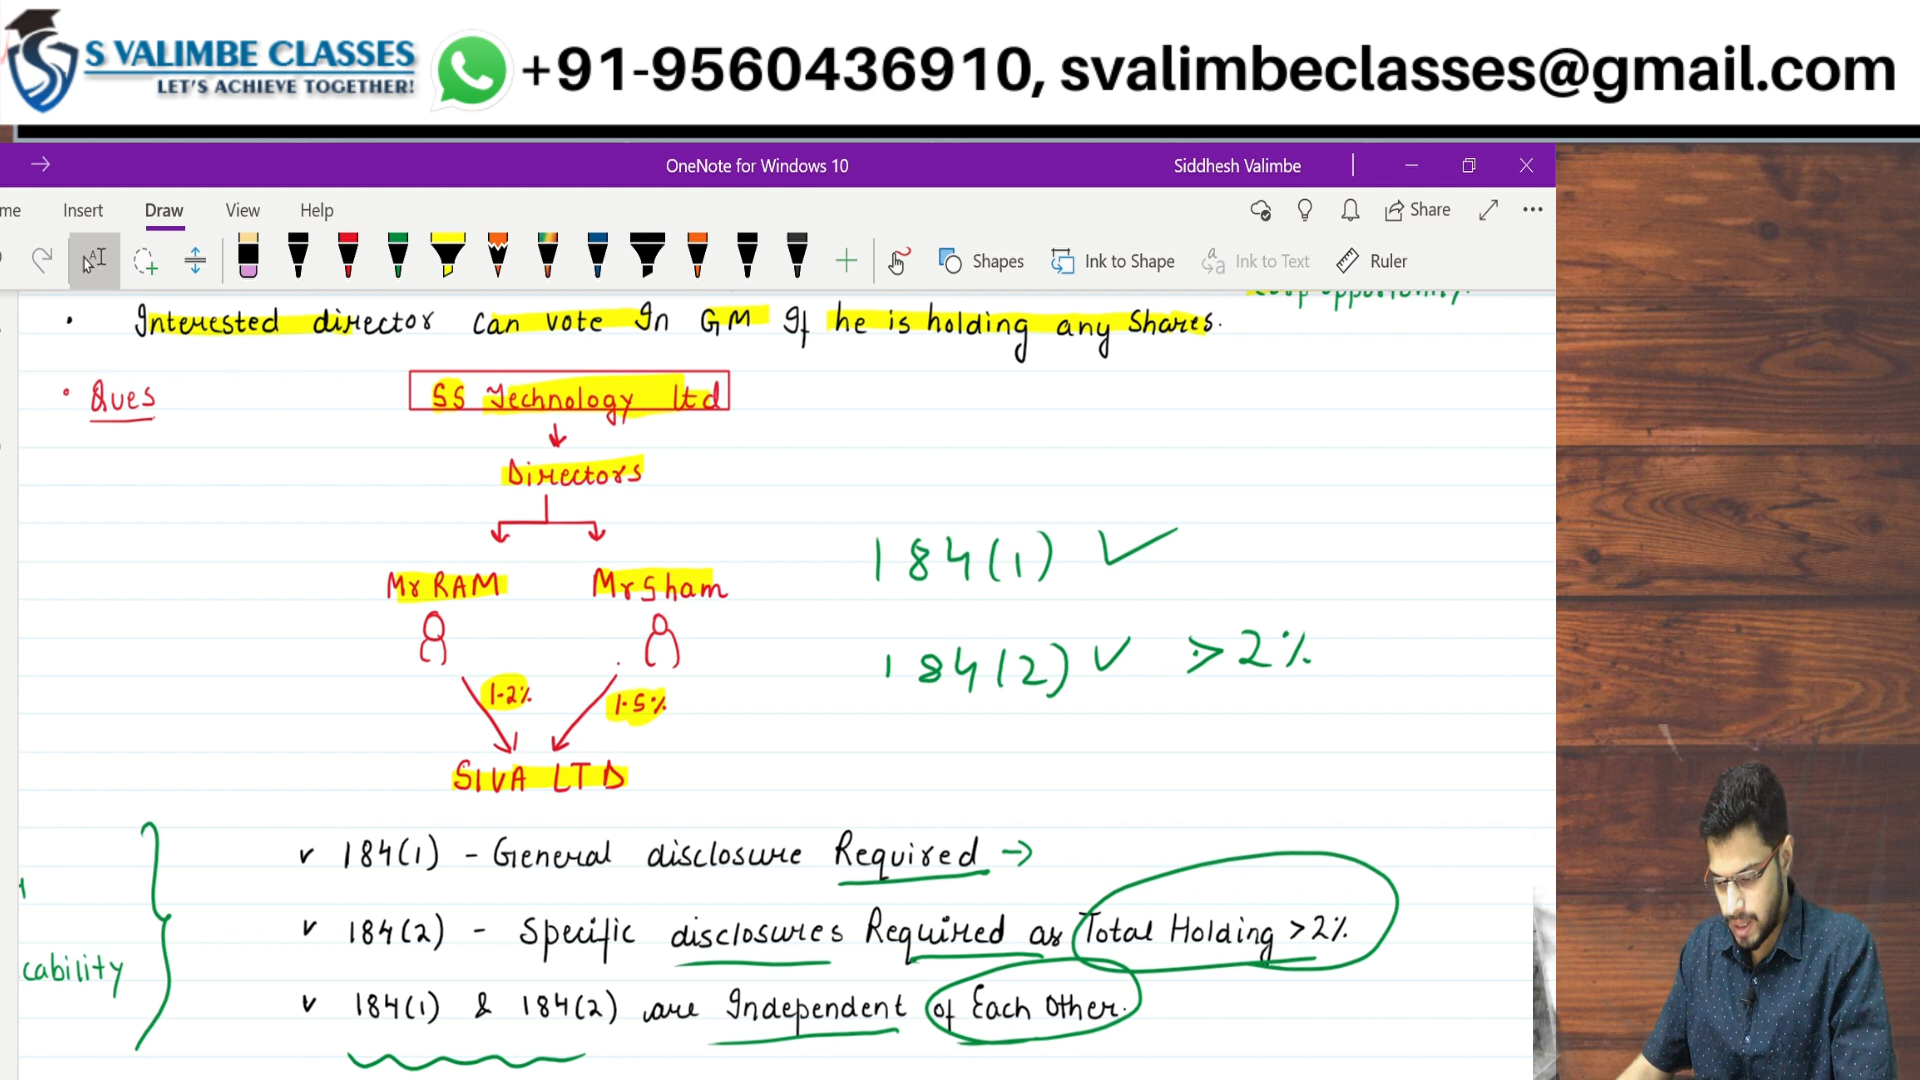 S VALIMBE CLASSES
LET'S ACHIEVE TOGETHER!
+91-9560436910, svalimbeclasses@gmail.com
OneNote for Windows 10
Siddhesh Valimbe
Insert Draw View Help
Share
Shapes Ink to Shape Ink to Text Ruler
• Interested director can vote In GM If he is holding any Shares.
• Ques
SS Technology Ltd
Directors
Mr RAM Mr Sham
1.2% 1.5%
SIVA LTD
184(1) ✓
184(2) ✓ >2%
✓ 184(1) - General disclosure Required →
✓ 184(2) - Specific disclosures Required as Total Holding >2%
✓ 184(1) & 184(2) are Independent of Each Other.